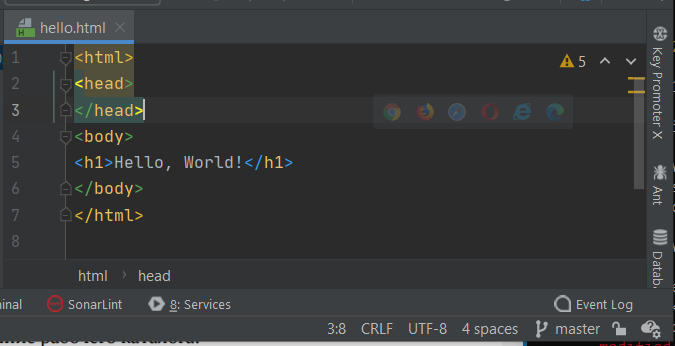 hello.html
1 <html>
2 <head>
3 </head>
4 <body>
5 <h1>Hello, World!</h1>
6 </body>
7 </html>
8
5
Key Promoter X
Ant
Datab
html › head
ninal
SonarLint
8: Services
Event Log
3:8 CRLF UTF-8 4 spaces master
modified